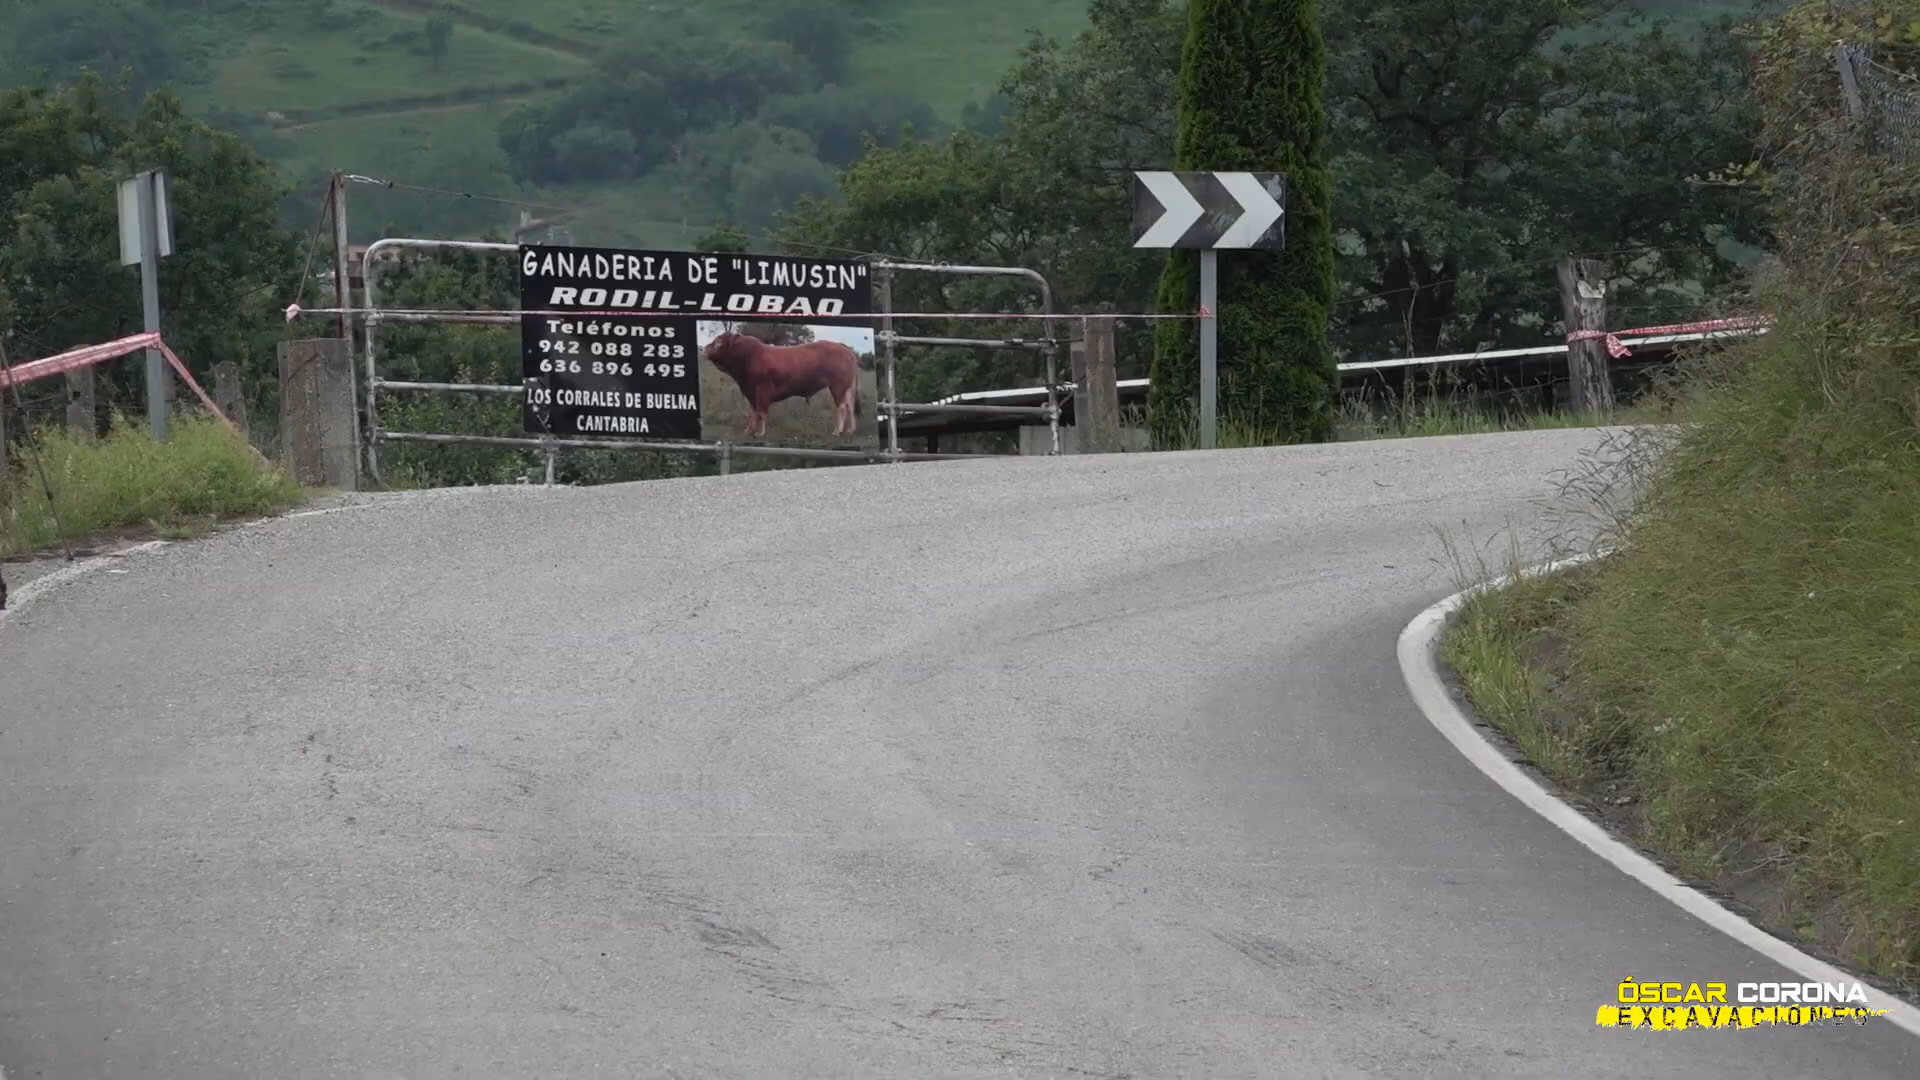 GANADERIA DE "LIMUSIN"
RODIL-LOBAO
Teléfonos
942 088 283
636 896 495
LOS CORRALES DE BUELNA
CANTABRIA
ÓSCAR CORONA
EXCAVACIONES